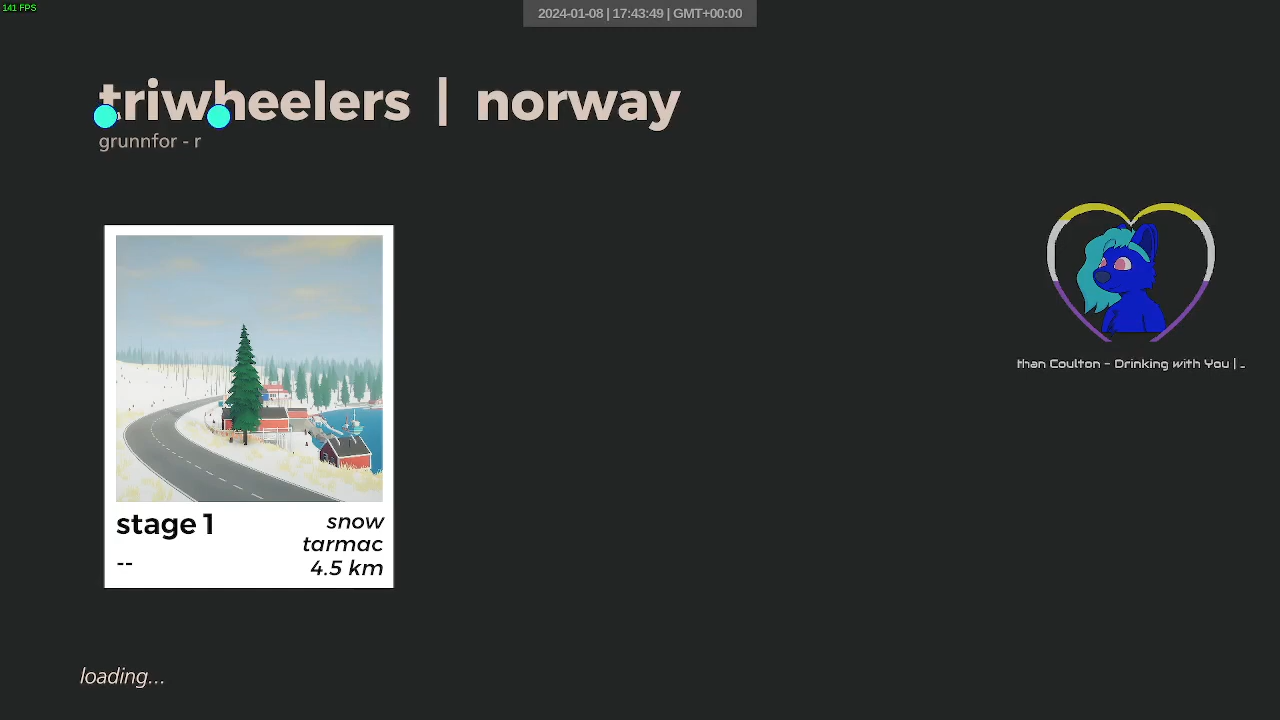 141 FPS
2024-01-08 | 17:43:49 | GMT+00:00
triwheelers | norway
grunnfor - r
than Coulton - Drinking with You | _
stage 1
--
snow
tarmac
4.5 km
loading...